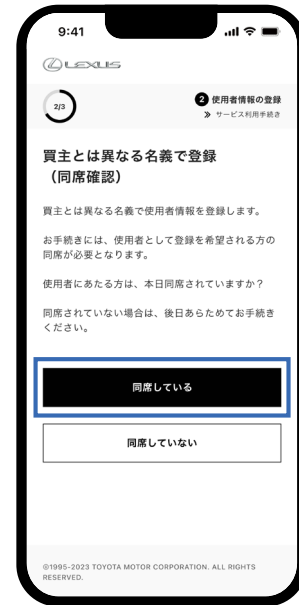 9:41
LEXUS
2/3
2 使用者情報の登録
≫ サービス利用手続き
買主とは異なる名義で登録
（同席確認）
買主とは異なる名義で使用者情報を登録します。
お手続きには、使用者として登録を希望される方の
同席が必要となります。
使用者にあたる方は、本日同席されていますか？
同席されていない場合は、後日あらためてお手続き
ください。
同席している
同席していない
©1995-2023 TOYOTA MOTOR CORPORATION. ALL RIGHTS
RESERVED.